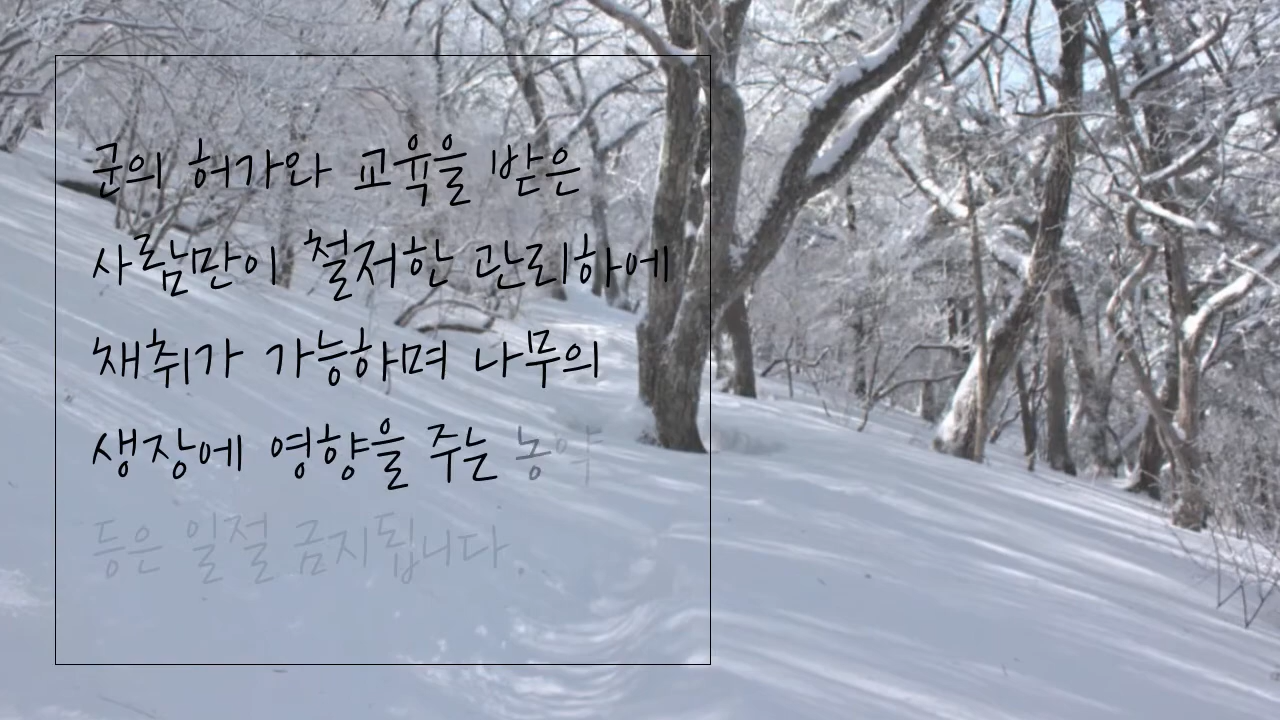 군의 허가와 교육을 받은
사람만이 철저한 관리하에
채취가 가능하며 나무의
생장에 영향을 주는 농약
등은 일절 금지됩니다.